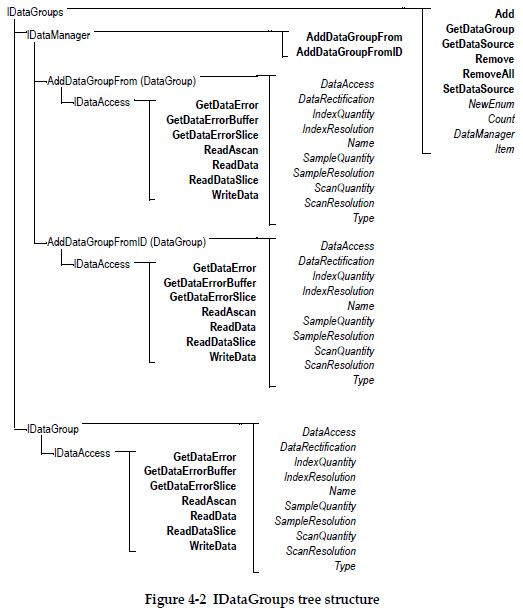 IDataGroups
Add
GetDataGroup
GetDataSource
Remove
RemoveAll
SetDataSource
NewEnum
Count
DataManager
Item
IDataManager
AddDataGroupFrom
AddDataGroupFromID
AddDataGroupFrom (DataGroup)
IDataAccess
GetDataError
GetDataErrorBuffer
GetDataErrorSlice
ReadAscan
ReadData
ReadDataSlice
WriteData
DataAccess
DataRectification
IndexQuantity
IndexResolution
Name
SampleQuantity
SampleResolution
ScanQuantity
ScanResolution
Type
AddDataGroupFromID (DataGroup)
IDataAccess
GetDataError
GetDataErrorBuffer
GetDataErrorSlice
ReadAscan
ReadData
ReadDataSlice
WriteData
DataAccess
DataRectification
IndexQuantity
IndexResolution
Name
SampleQuantity
SampleResolution
ScanQuantity
ScanResolution
Type
IDataGroup
IDataAccess
GetDataError
GetDataErrorBuffer
GetDataErrorSlice
ReadAscan
ReadData
ReadDataSlice
WriteData
DataAccess
DataRectification
IndexQuantity
IndexResolution
Name
SampleQuantity
SampleResolution
ScanQuantity
ScanResolution
Type
Figure 4-2 IDataGroups tree structure